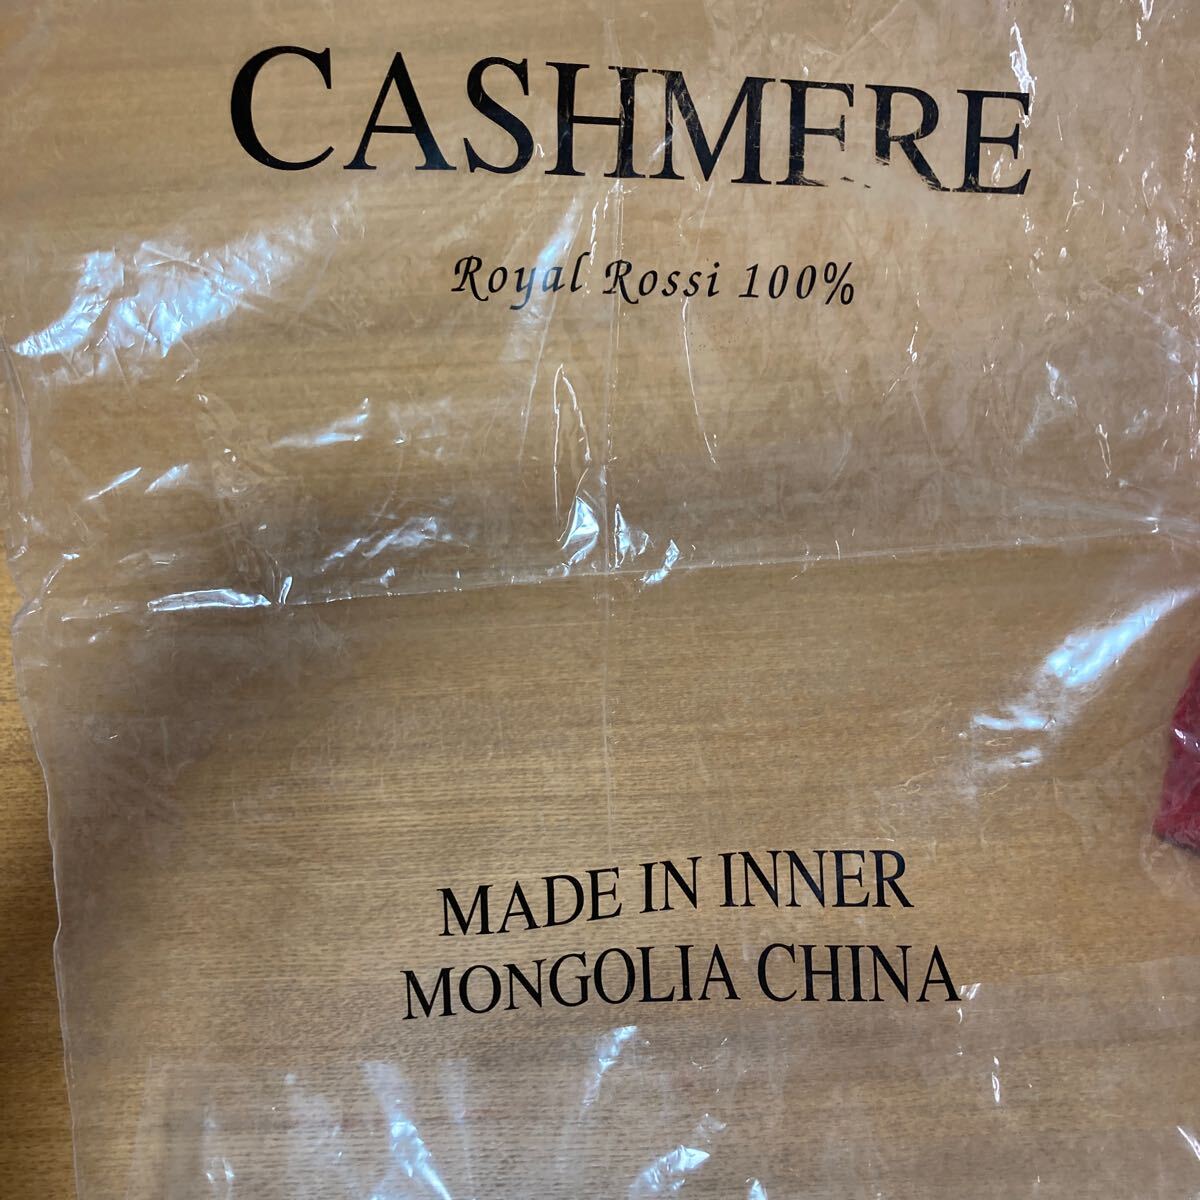 CASHMERE
Royal Rossi 100%
MADE IN INNER
MONGOLIA CHINA